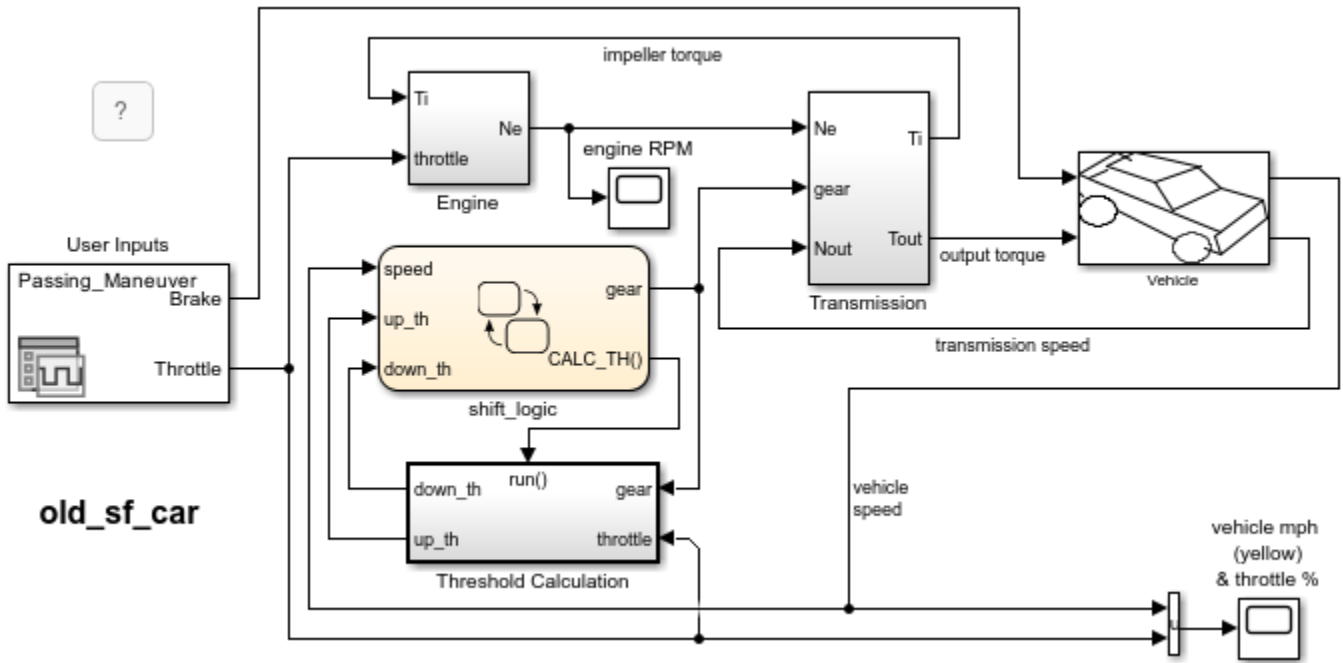 impeller torque
?
Ti
Ne
throttle
engine RPM
Engine
Ne
Ti
gear
Nout
Tout
Transmission
output torque
Vehicle
transmission speed
User Inputs
Passing_Maneuver
Brake
Throttle
speed
gear
up_th
CALC_TH()
down_th
shift_logic
run()
down_th
gear
up_th
throttle
Threshold Calculation
old_sf_car
vehicle
speed
vehicle mph
(yellow)
& throttle %
u